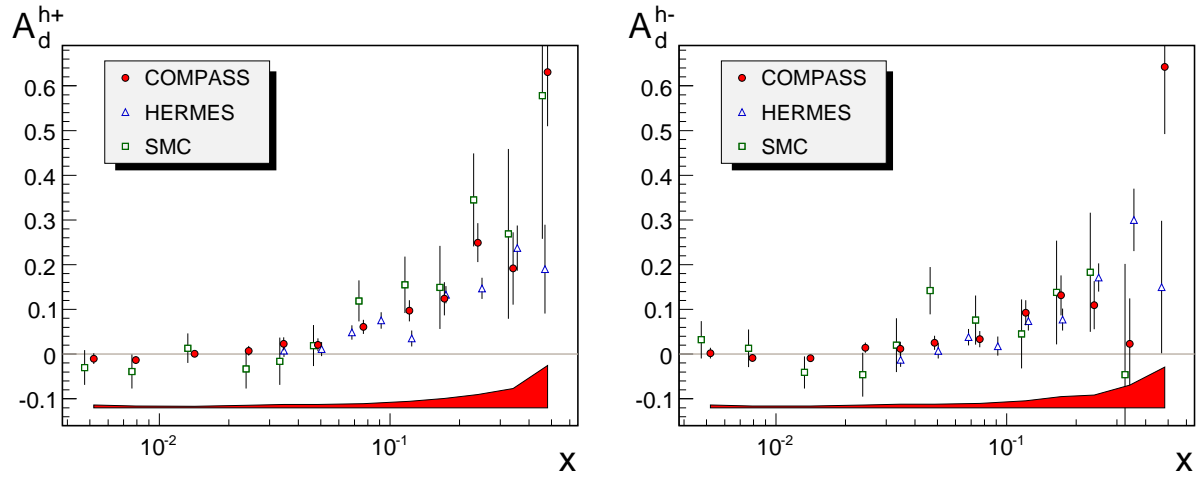 A_d^{h+}
COMPASS
HERMES
SMC
0.6
0.5
0.4
0.3
0.2
0.1
0
-0.1
10^{-2}
10^{-1}
x
A_d^{h-}
COMPASS
HERMES
SMC
0.6
0.5
0.4
0.3
0.2
0.1
0
-0.1
10^{-2}
10^{-1}
x